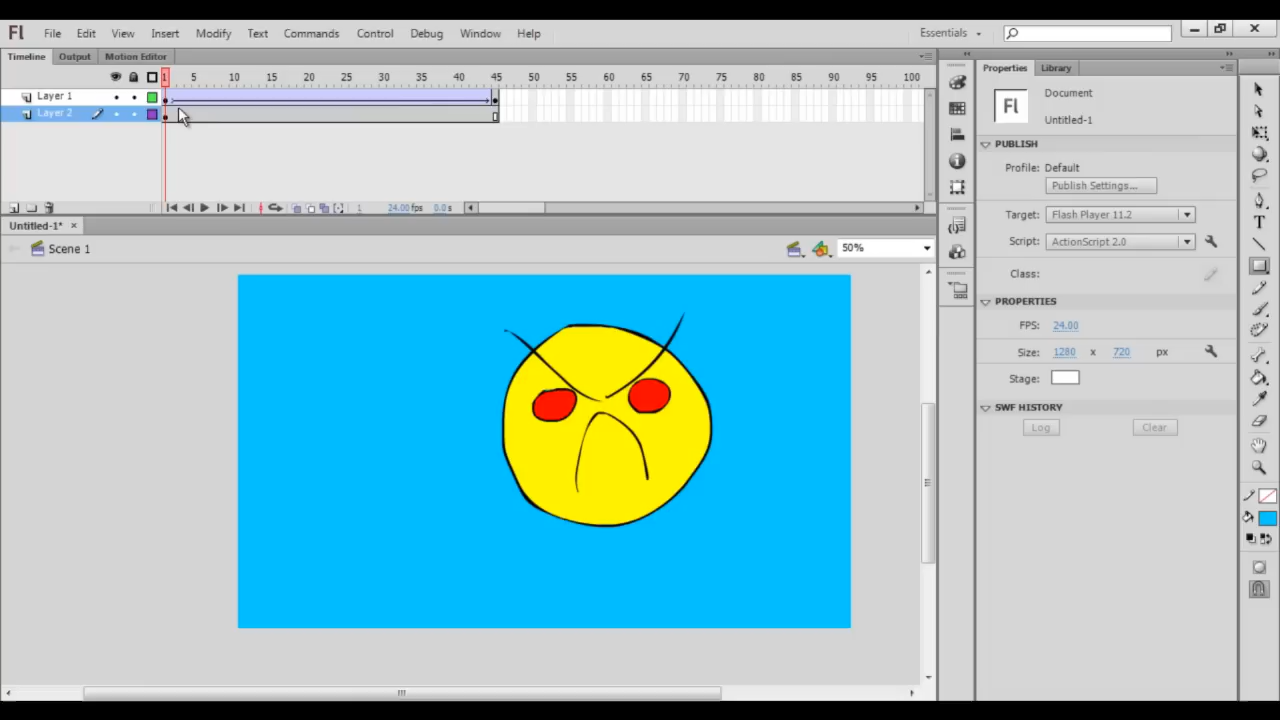 Fl File Edit View Insert Modify Text Commands Control Debug Window Help Essentials
Timeline Output Motion Editor
1 5 10 15 20 25 30 35 40 45 50 55 60 65 70 75 80 85 90 95 100
Layer 1
Layer 2
1 24.00 fps 0.0 s
Untitled-1* ×
Scene 1 50%
Properties Library
Fl Document
Untitled-1
PUBLISH
Profile: Default
Publish Settings...
Target: Flash Player 11.2
Script: ActionScript 2.0
Class:
PROPERTIES
FPS: 24.00
Size: 1280 x 720 px
Stage:
SWF HISTORY
Log Clear
T